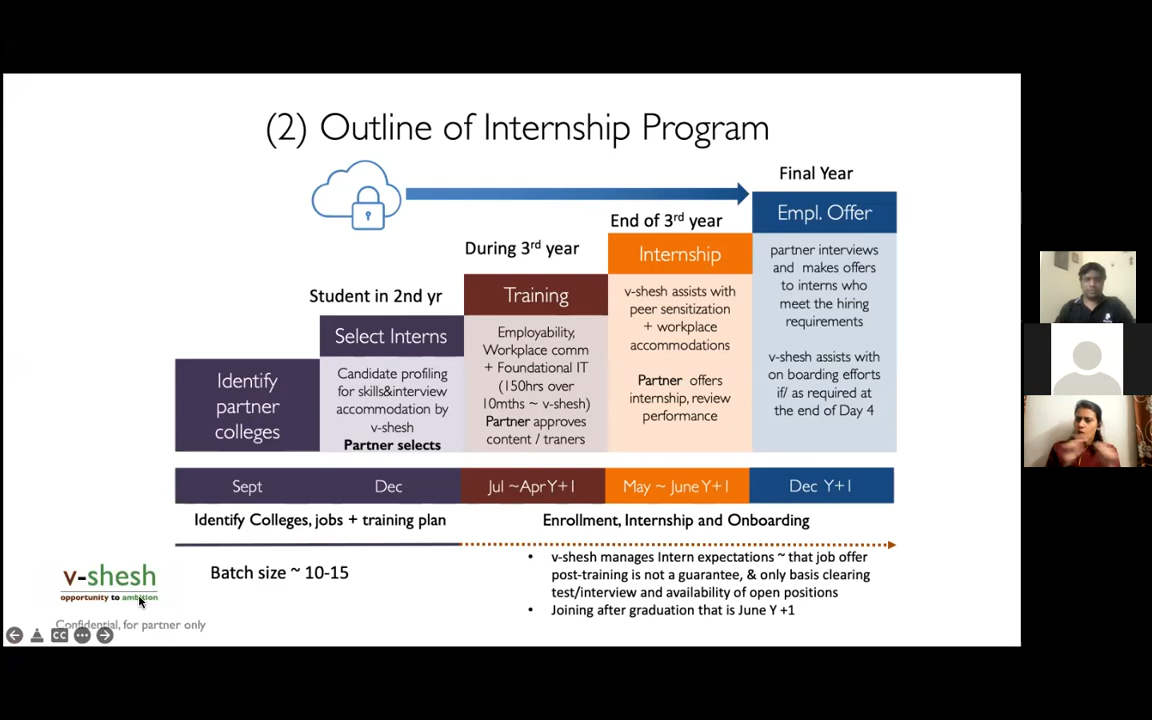 (2) Outline of Internship Program
Final Year
Empl. Offer
partner interviews
and makes offers
to interns who
meet the hiring
requirements
v-shesh assists with
on boarding efforts
if/ as required at
the end of Day 4
End of 3rd year
Internship
v-shesh assists with
peer sensitization
+ workplace
accommodations
Partner offers
internship, review
performance
During 3rd year
Training
Employability,
Workplace comm
+ Foundational IT
(150hrs over
10mths ~ v-shesh)
Partner approves
content / traners
Student in 2nd yr
Select Interns
Candidate profiling
for skills&interview
accommodation by
v-shesh
Partner selects
Identify
partner
colleges
Sept
Dec
Jul ~AprY+1
May ~ JuneY+1
Dec Y+1
Identify Colleges, jobs + training plan
Enrollment, Internship and Onboarding
Batch size ~ 10-15
• v-shesh manages Intern expectations ~ that job offer
post-training is not a guarantee, & only basis clearing
test/interview and availability of open positions
• Joining after graduation that is June Y +1
v-shesh
opportunity to ambition
Confidential, for partner only
CC